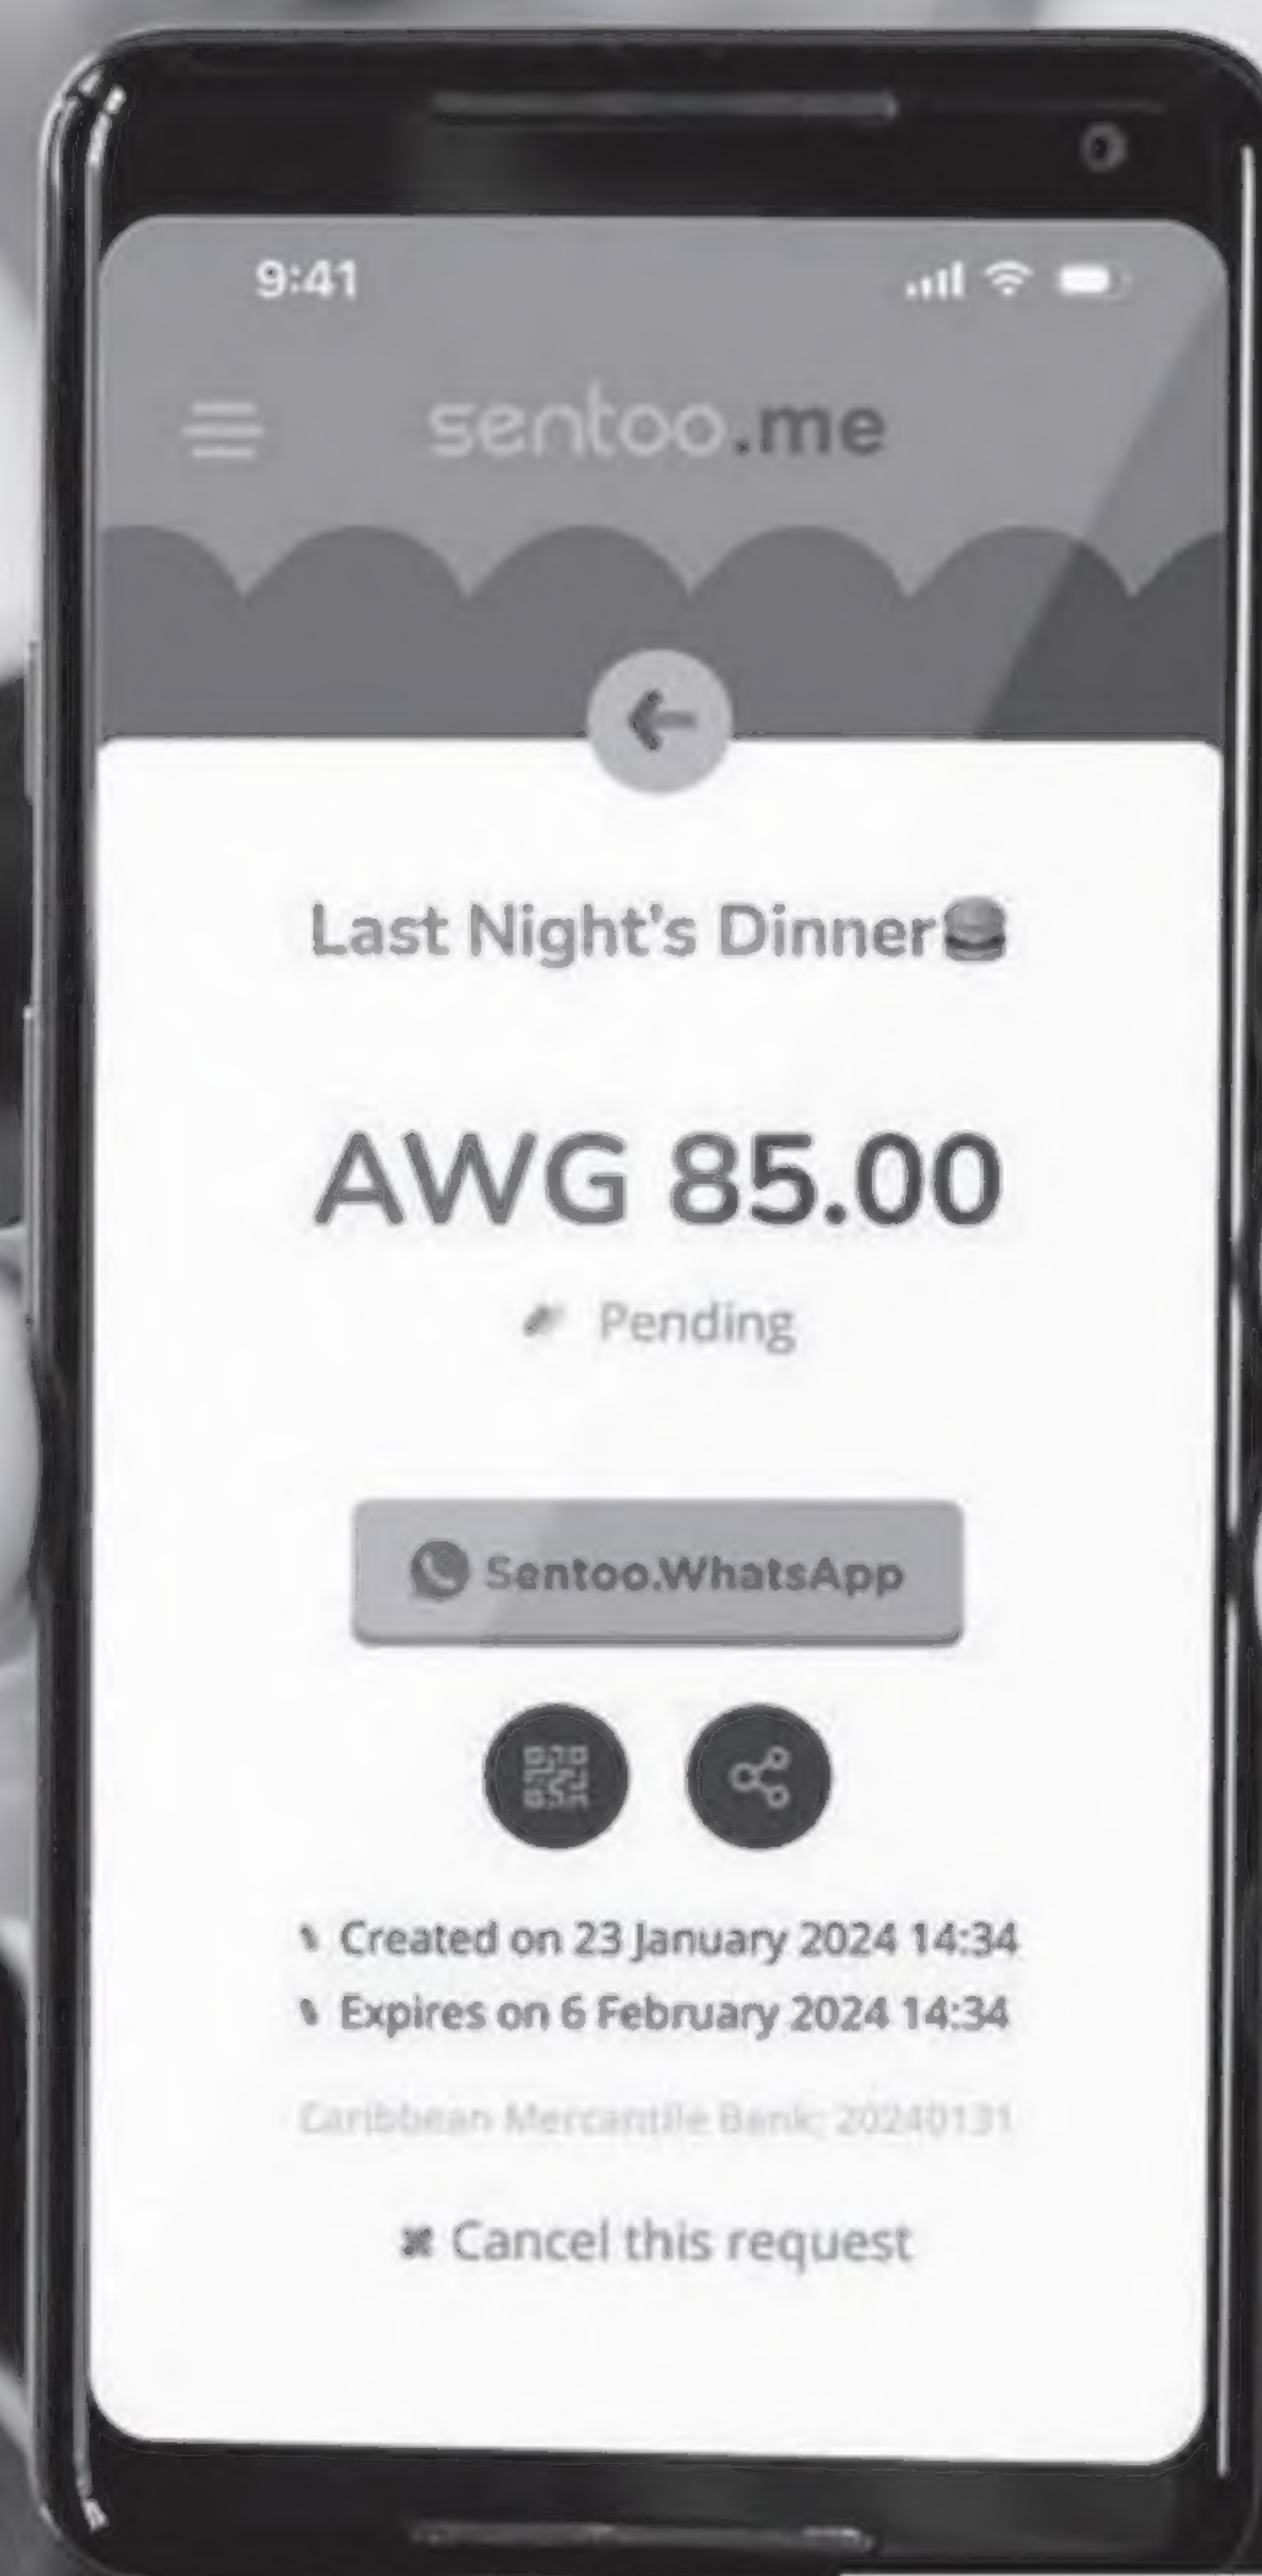 9:41
sentoo.me
Last Night's Dinner
AWG 85.00
Pending
Sentoo.WhatsApp
Created on 23 January 2024 14:34
Expires on 6 February 2024 14:34
Caribbean Mercantile Bank; 20240131
Cancel this request